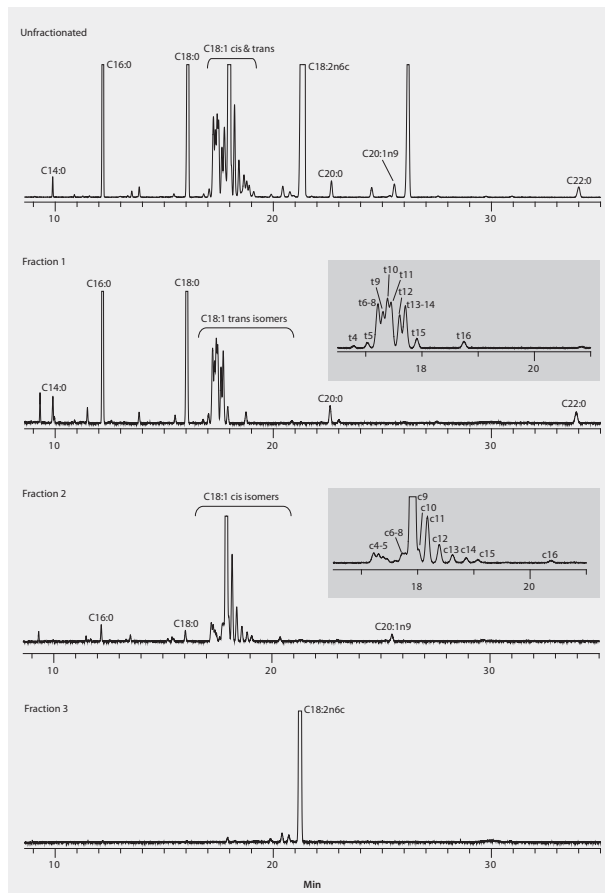 Unfractionated
C18:1 cis & trans
C16:0
C18:0
C18:2n6c
C14:0
C20:0
C20:1n9
C22:0
10 20 30
Fraction 1
C16:0
C18:0
C18:1 trans isomers
C14:0
C20:0
C22:0
t10
t9
t11
t12
t6-8
t13-14
t4
t5
t15
t16
18 20
10 20 30
Fraction 2
C18:1 cis isomers
C16:0
C18:0
C20:1n9
c9
c10
c6-8
c11
c4-5
c12
c13
c14
c15
c16
18 20
10 20 30
Fraction 3
C18:2n6c
10 20 30
Min